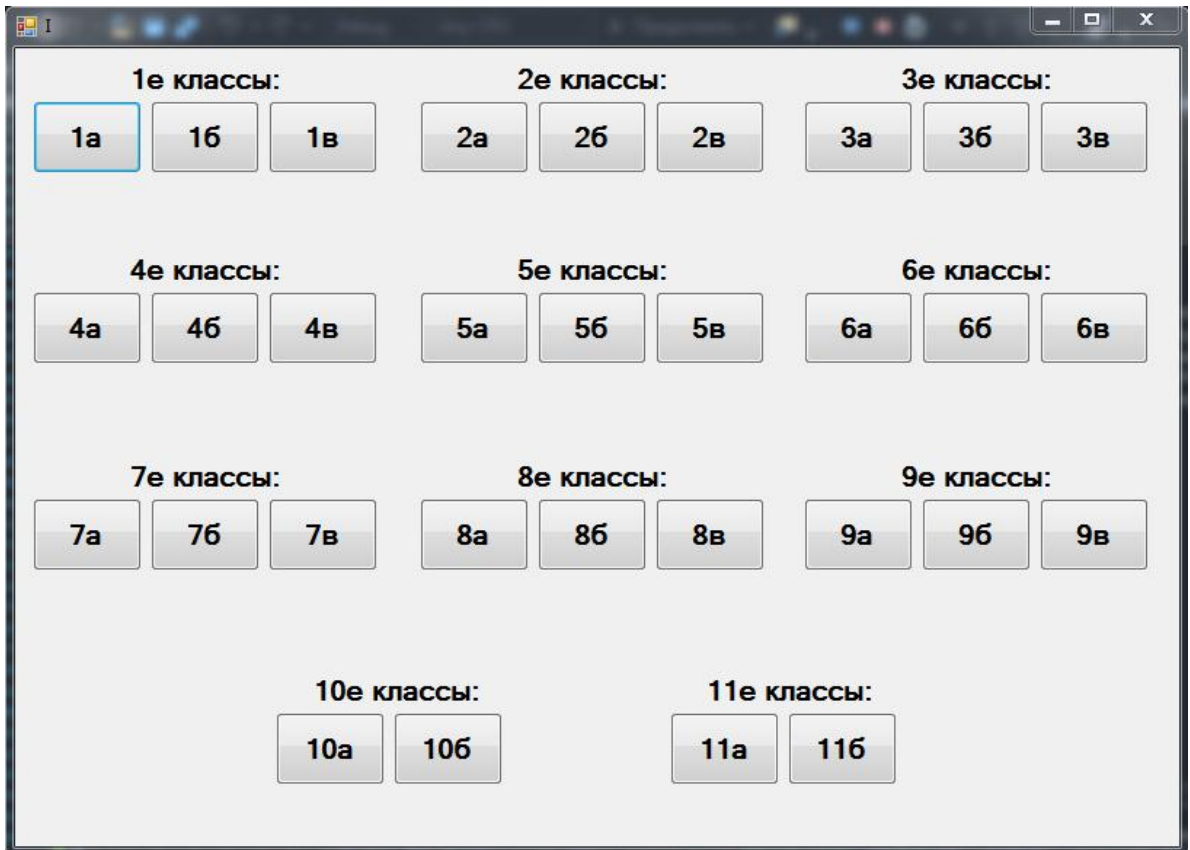 I
1е классы: 2е классы: 3е классы:
1а 1б 1в 2а 2б 2в 3а 3б 3в
4е классы: 5е классы: 6е классы:
4а 4б 4в 5а 5б 5в 6а 6б 6в
7е классы: 8е классы: 9е классы:
7а 7б 7в 8а 8б 8в 9а 9б 9в
10е классы: 11е классы:
10а 10б 11а 11б